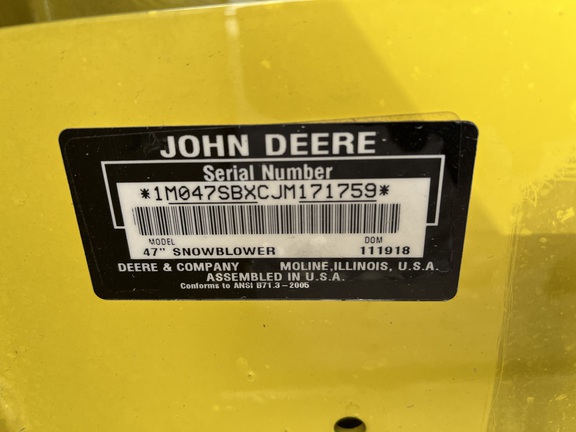 JOHN DEERE
Serial Number
*1M047SBXCJM171759*
MODEL DOM
47" SNOWBLOWER 111918
DEERE & COMPANY MOLINE, ILLINOIS, U.S.A.
ASSEMBLED IN U.S.A.
Conforms to ANSI B71.3-2005